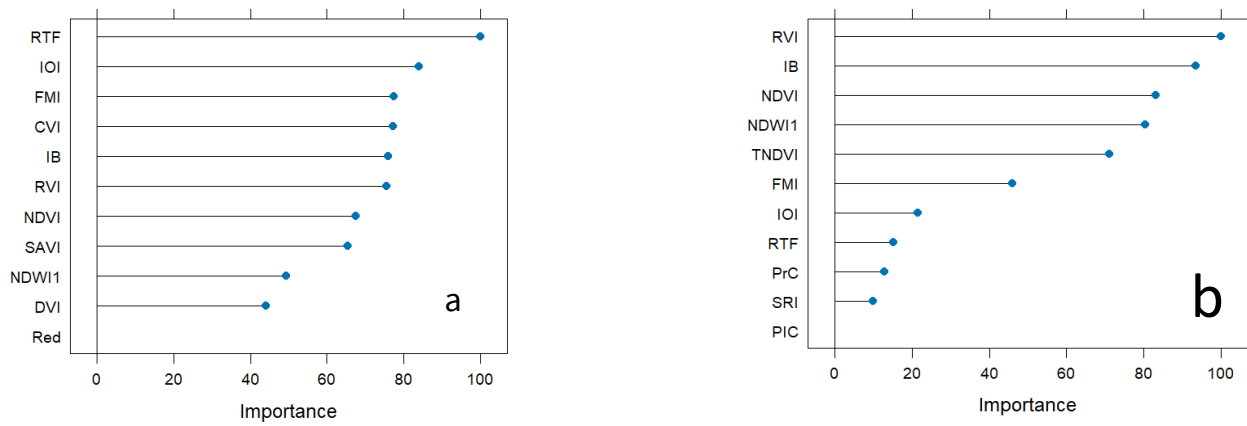 RTF
IOI
FMI
CVI
IB
RVI
NDVI
SAVI
NDWI1
DVI
Red
a
0 20 40 60 80 100
Importance
RVI
IB
NDVI
NDWI1
TNDVI
FMI
IOI
RTF
PrC
SRI
PIC
b
0 20 40 60 80 100
Importance